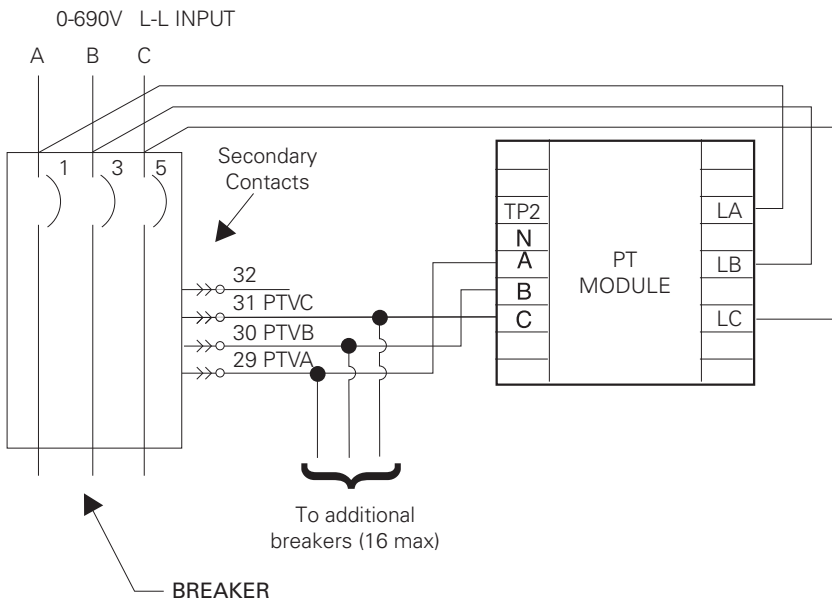 0-690V L-L INPUT
A B C
1 3 5
Secondary
Contacts
32
31 PTVC
30 PTVB
29 PTVA
TP2
N
A
B
C
PT
MODULE
LA
LB
LC
To additional
breakers (16 max)
BREAKER